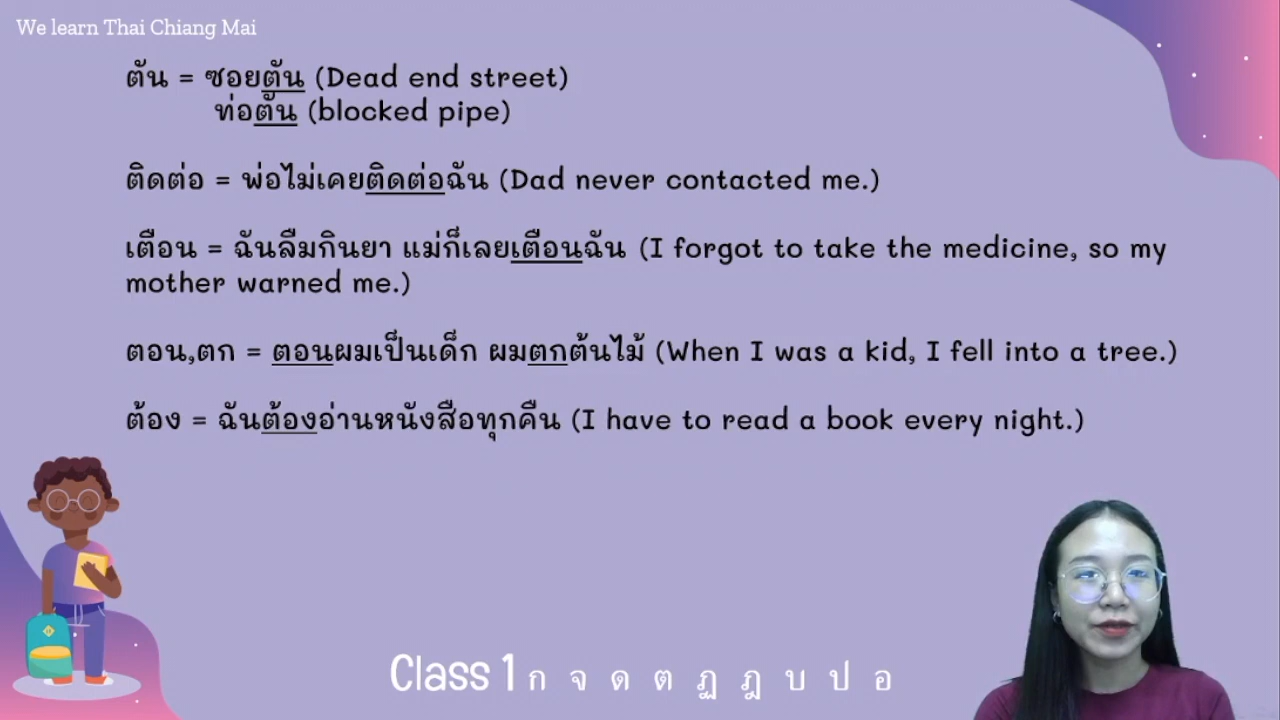 We learn Thai Chiang Mai
ตัน = ซอยตัน (Dead end street)
ท่อตัน (blocked pipe)
ติดต่อ = พ่อไม่เคยติดต่อฉัน (Dad never contacted me.)
เตือน = ฉันลืมกินยา แม่ก็เลยเตือนฉัน (I forgot to take the medicine, so my
mother warned me.)
ตอน,ตก = ตอนผมเป็นเด็ก ผมตกต้นไม้ (When I was a kid, I fell into a tree.)
ต้อง = ฉันต้องอ่านหนังสือทุกคืน (I have to read a book every night.)
Class 1 ก จ ด ต ฏ ฎ บ ป อ